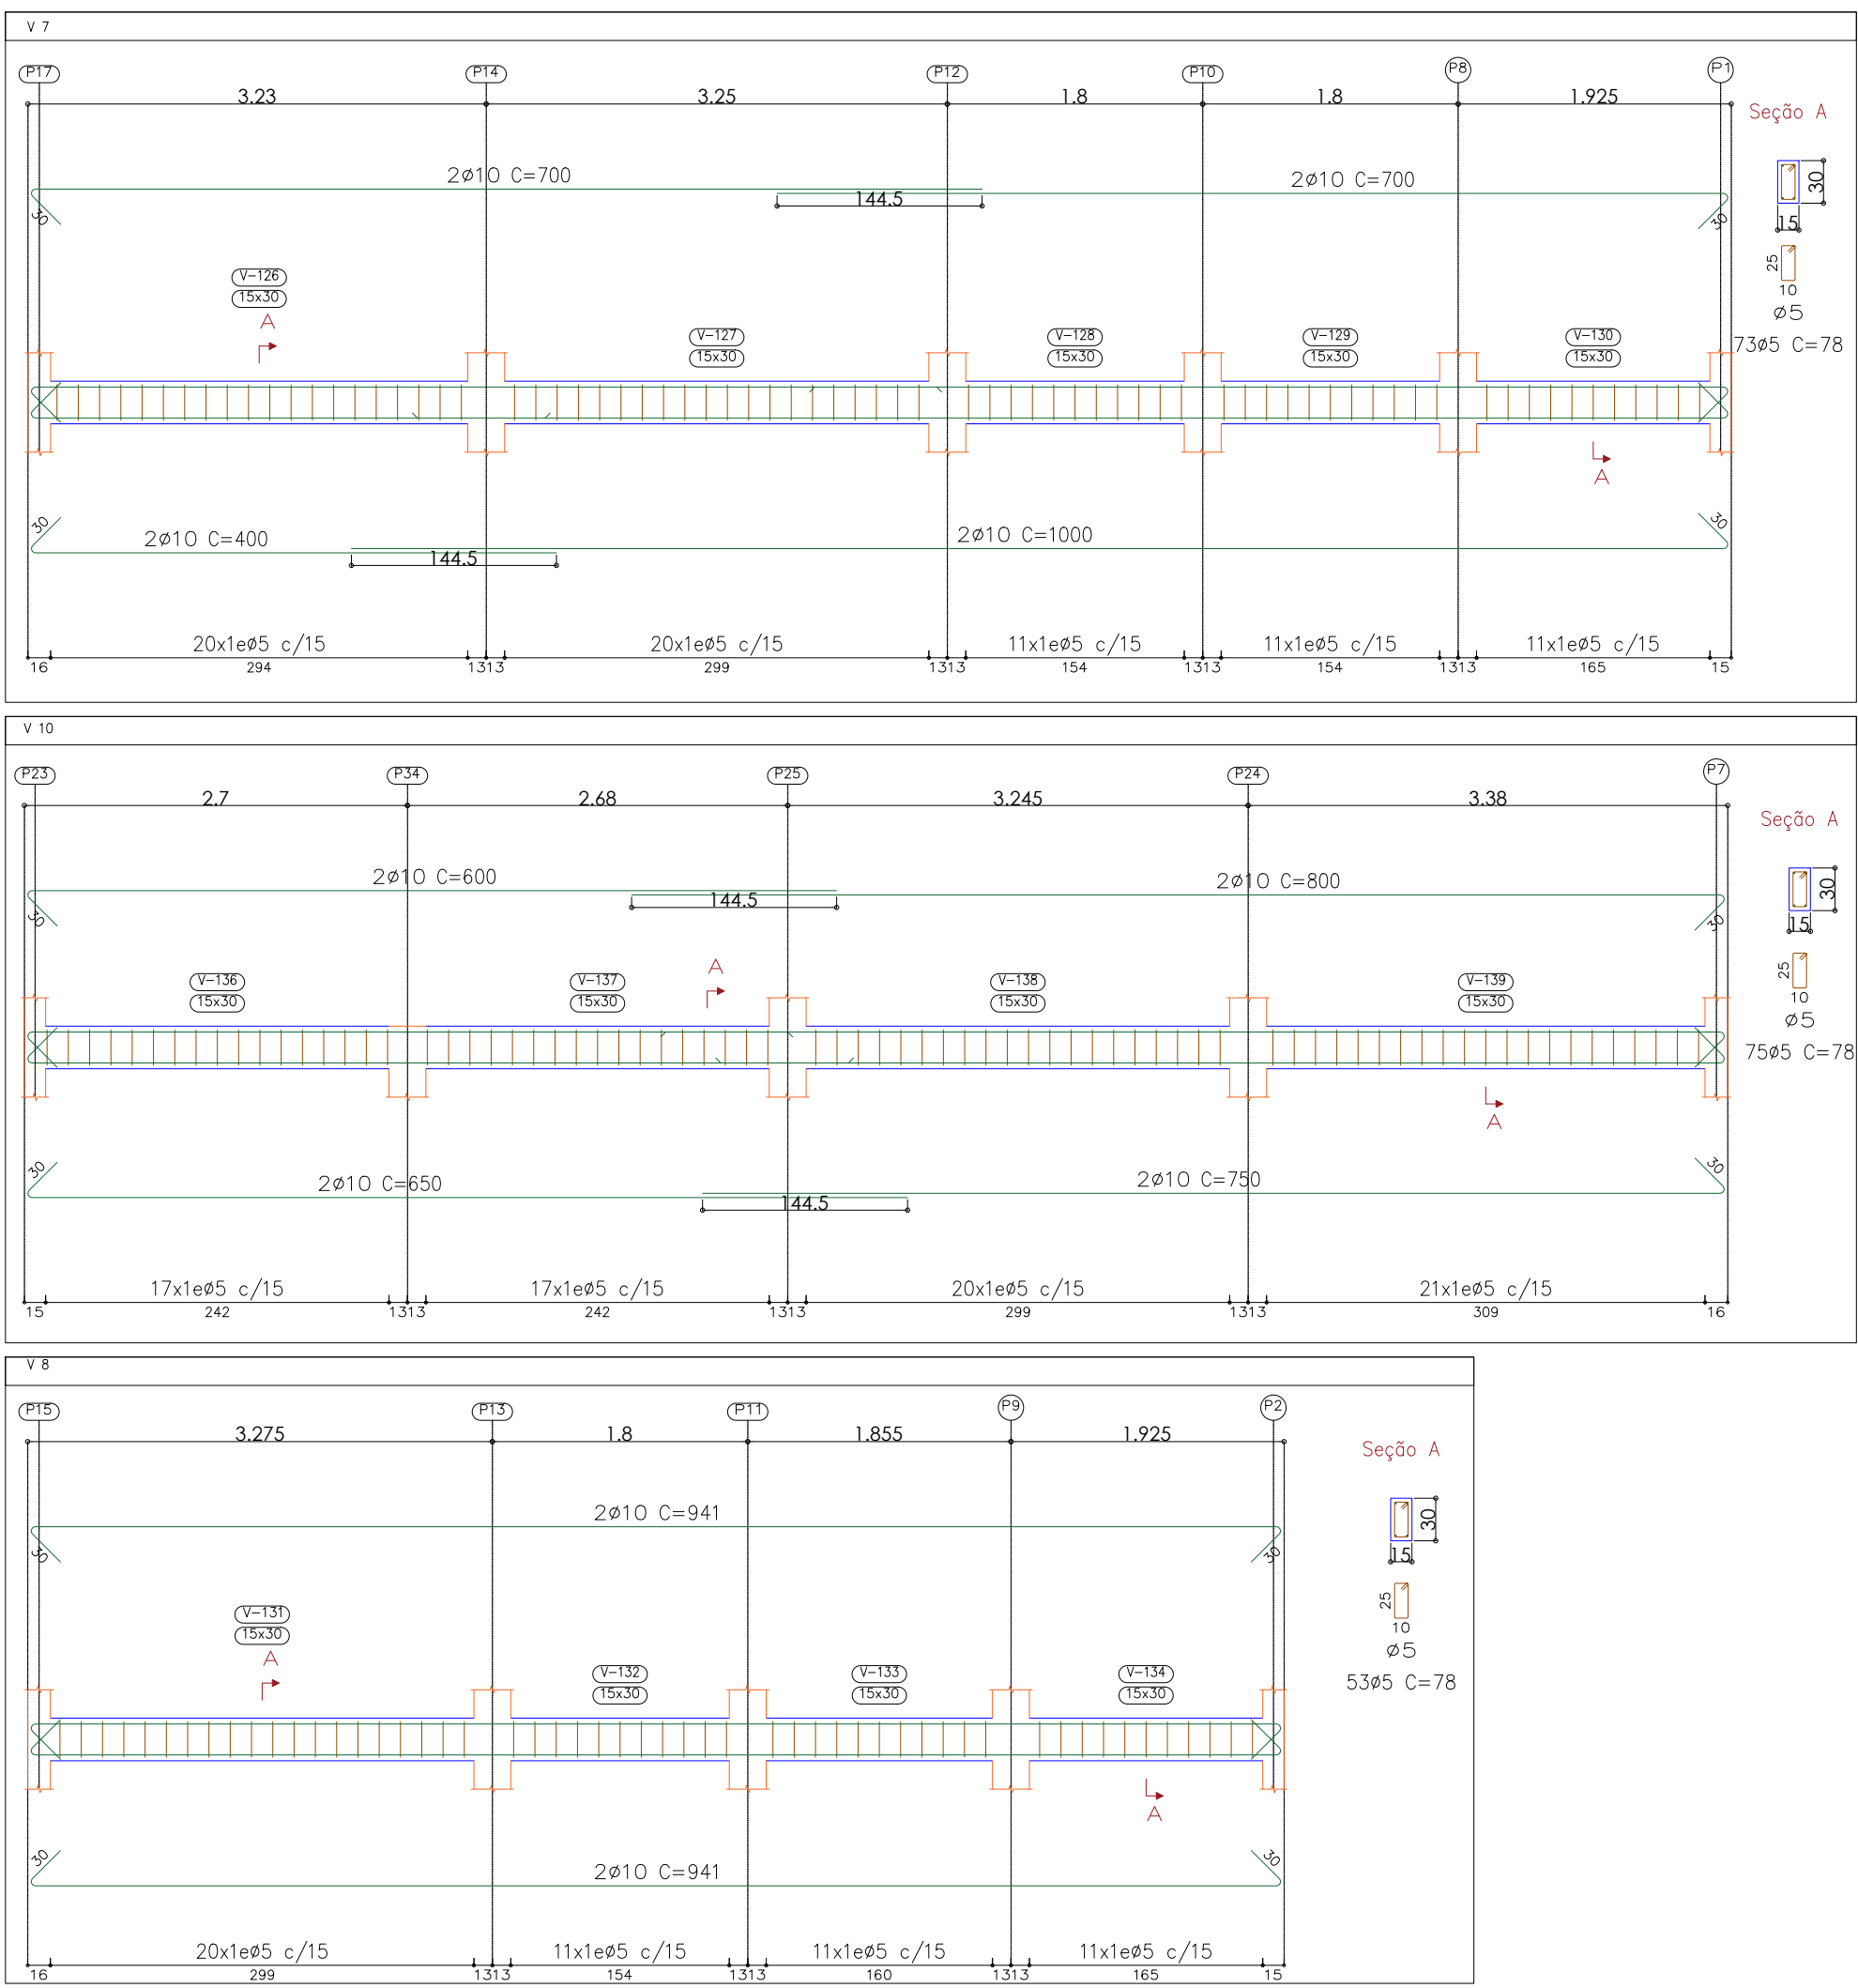 V 7
P17 P14 P12 P10 P8 P1
3.23 3.25 1.8 1.8 1.925
Seção A
2ø10 C=700 2ø10 C=700
144.5
30 30
30
15
25
10
ø5
73ø5 C=78
V-126
15x30
A
V-127 V-128 V-129 V-130
15x30 15x30 15x30 15x30
A
30 30
2ø10 C=400 2ø10 C=1000
144.5
20x1eø5 c/15 20x1eø5 c/15 11x1eø5 c/15 11x1eø5 c/15 11x1eø5 c/15
16 294 1313 299 1313 154 1313 154 1313 165 15
V 10
P23 P34 P25 P24 P7
2.7 2.68 3.245 3.38
Seção A
2ø10 C=600 2ø10 C=800
144.5
30 30
30
15
25
10
ø5
75ø5 C=78
A
V-136 V-137 V-138 V-139
15x30 15x30 15x30 15x30
A
30 30
2ø10 C=650 2ø10 C=750
144.5
17x1eø5 c/15 17x1eø5 c/15 20x1eø5 c/15 21x1eø5 c/15
15 242 1313 242 1313 299 1313 309 16
V 8
P15 P13 P11 P9 P2
3.275 1.8 1.855 1.925
Seção A
2ø10 C=941
30 30
30
15
25
10
ø5
53ø5 C=78
V-131
15x30
A
V-132 V-133 V-134
15x30 15x30 15x30
A
30 30
2ø10 C=941
20x1eø5 c/15 11x1eø5 c/15 11x1eø5 c/15 11x1eø5 c/15
16 299 1313 154 1313 160 1313 165 15